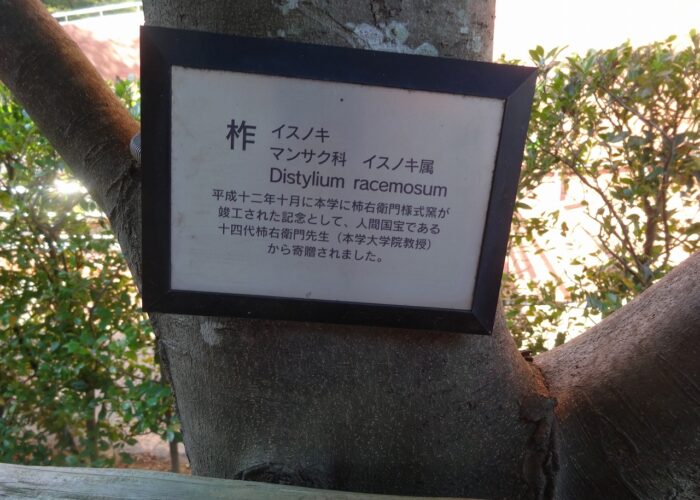 柞 イスノキ
マンサク科 イスノキ属
Distylium racemosum
平成十二年十月に本学に柿右衛門様式窯が
竣工された記念として、人間国宝である
十四代柿右衛門先生（本学大学院教授）
から寄贈されました。